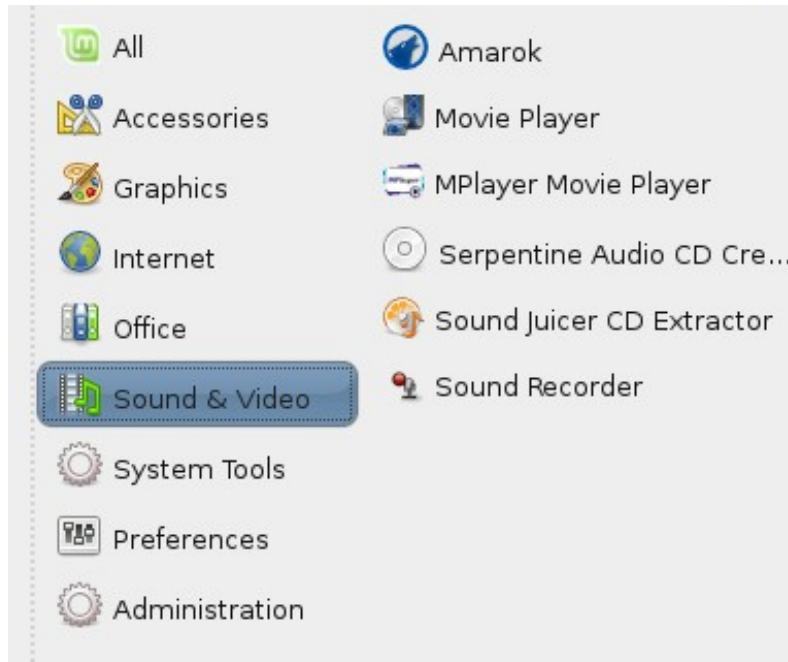 All
Accessories
Graphics
Internet
Office
Sound & Video
System Tools
Preferences
Administration
Amarok
Movie Player
MPlayer Movie Player
Serpentine Audio CD Cre...
Sound Juicer CD Extractor
Sound Recorder